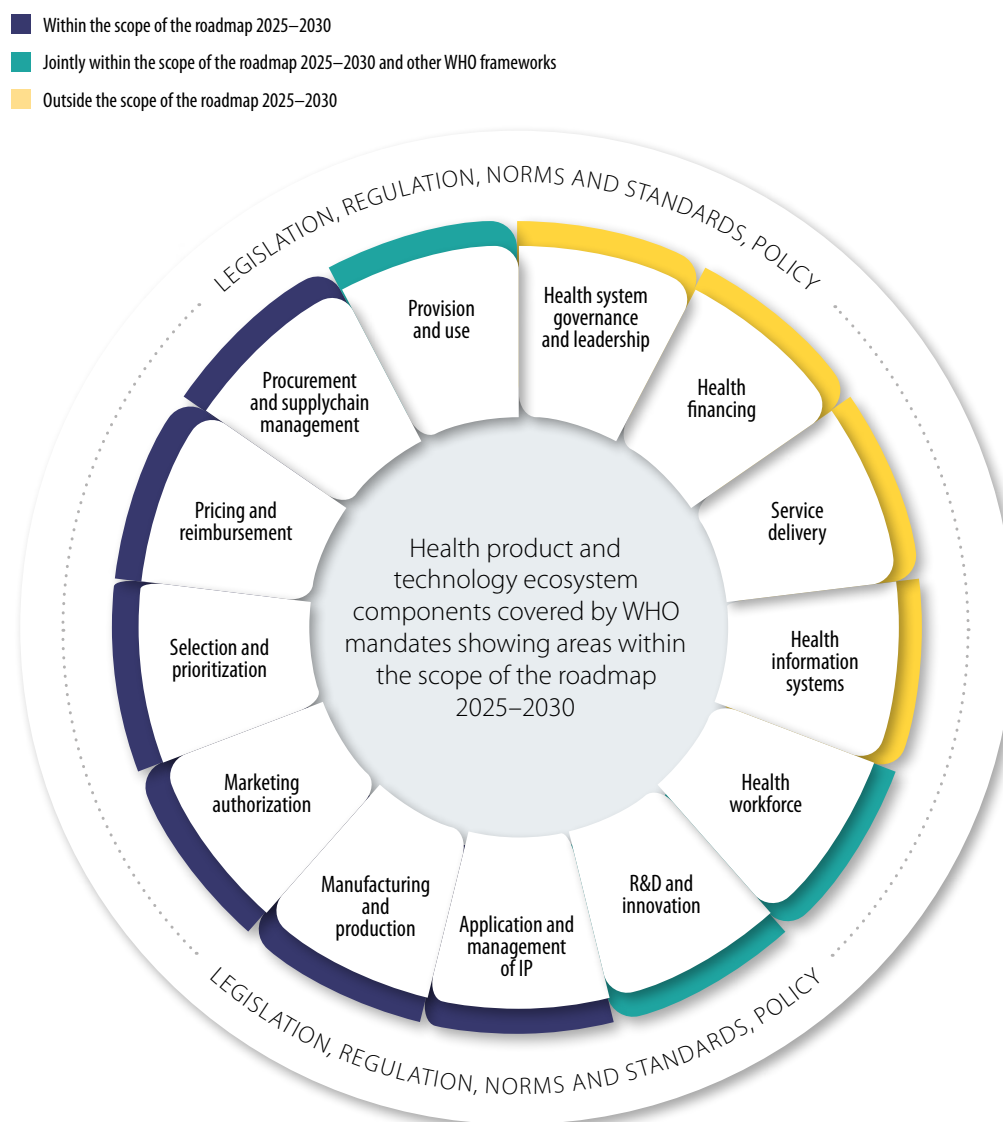 Within the scope of the roadmap 2025–2030
Jointly within the scope of the roadmap 2025–2030 and other WHO frameworks
Outside the scope of the roadmap 2025–2030
LEGISLATION, REGULATION, NORMS AND STANDARDS, POLICY
Provision
and use
Health system
governance
and leadership
Health
financing
Service
delivery
Health
information
systems
Health
workforce
R&D and
innovation
Application and
management
of IP
Manufacturing
and
production
Marketing
authorization
Selection and
prioritization
Pricing and
reimbursement
Procurement
and supplychain
management
Health product and
technology ecosystem
components covered by WHO
mandates showing areas within
the scope of the roadmap
2025–2030
LEGISLATION, REGULATION, NORMS AND STANDARDS, POLICY